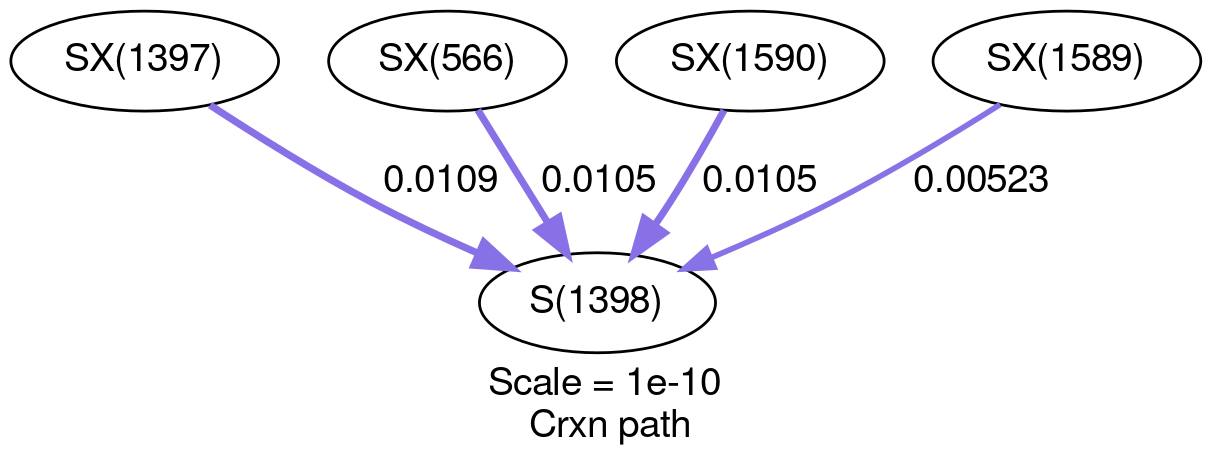 SX(1397)
SX(566)
SX(1590)
SX(1589)
0.0109
0.0105
0.0105
0.00523
S(1398)
Scale = 1e-10
Crxn path